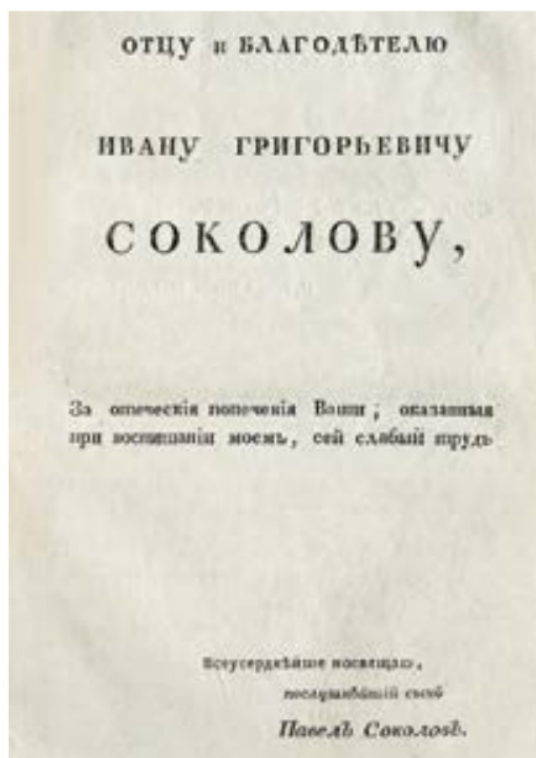 ОТЦУ и БЛАГОДѢТЕЛЮ
ИВАНУ ГРИГОРЬЕВИЧУ
СОКОЛОВУ,
За отеческія попеченія Ваши, оказанныя
при воспитаніи моемъ, сей слабый трудъ
Всеусерднѣйше посвящаю,
послушнѣйшій сынъ
Павелъ Соколовъ.